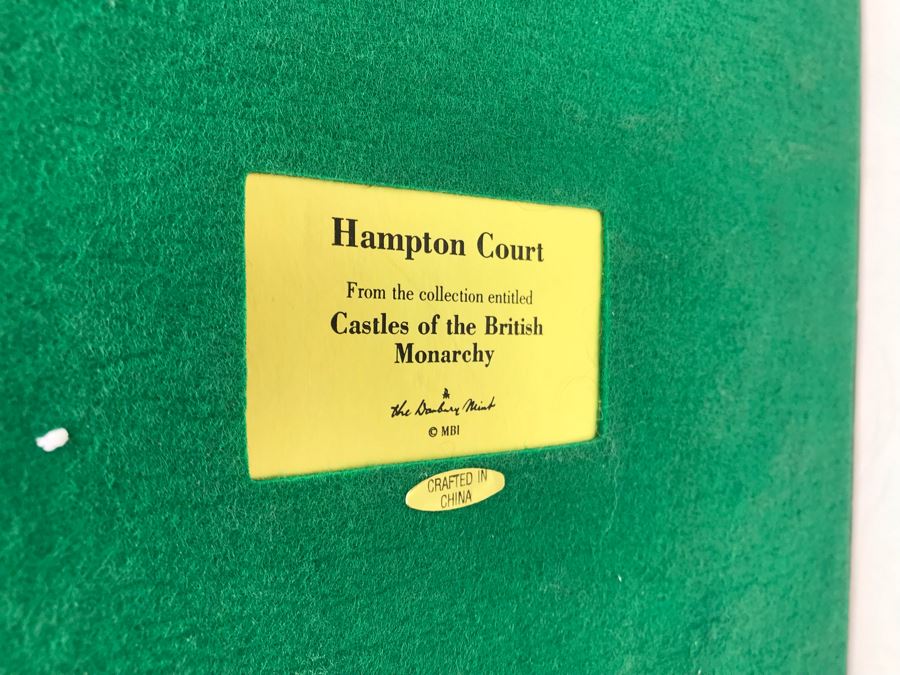 Hampton Court
From the collection entitled
Castles of the British
Monarchy
the Danbury Mint
© MBI
CRAFTED IN
CHINA